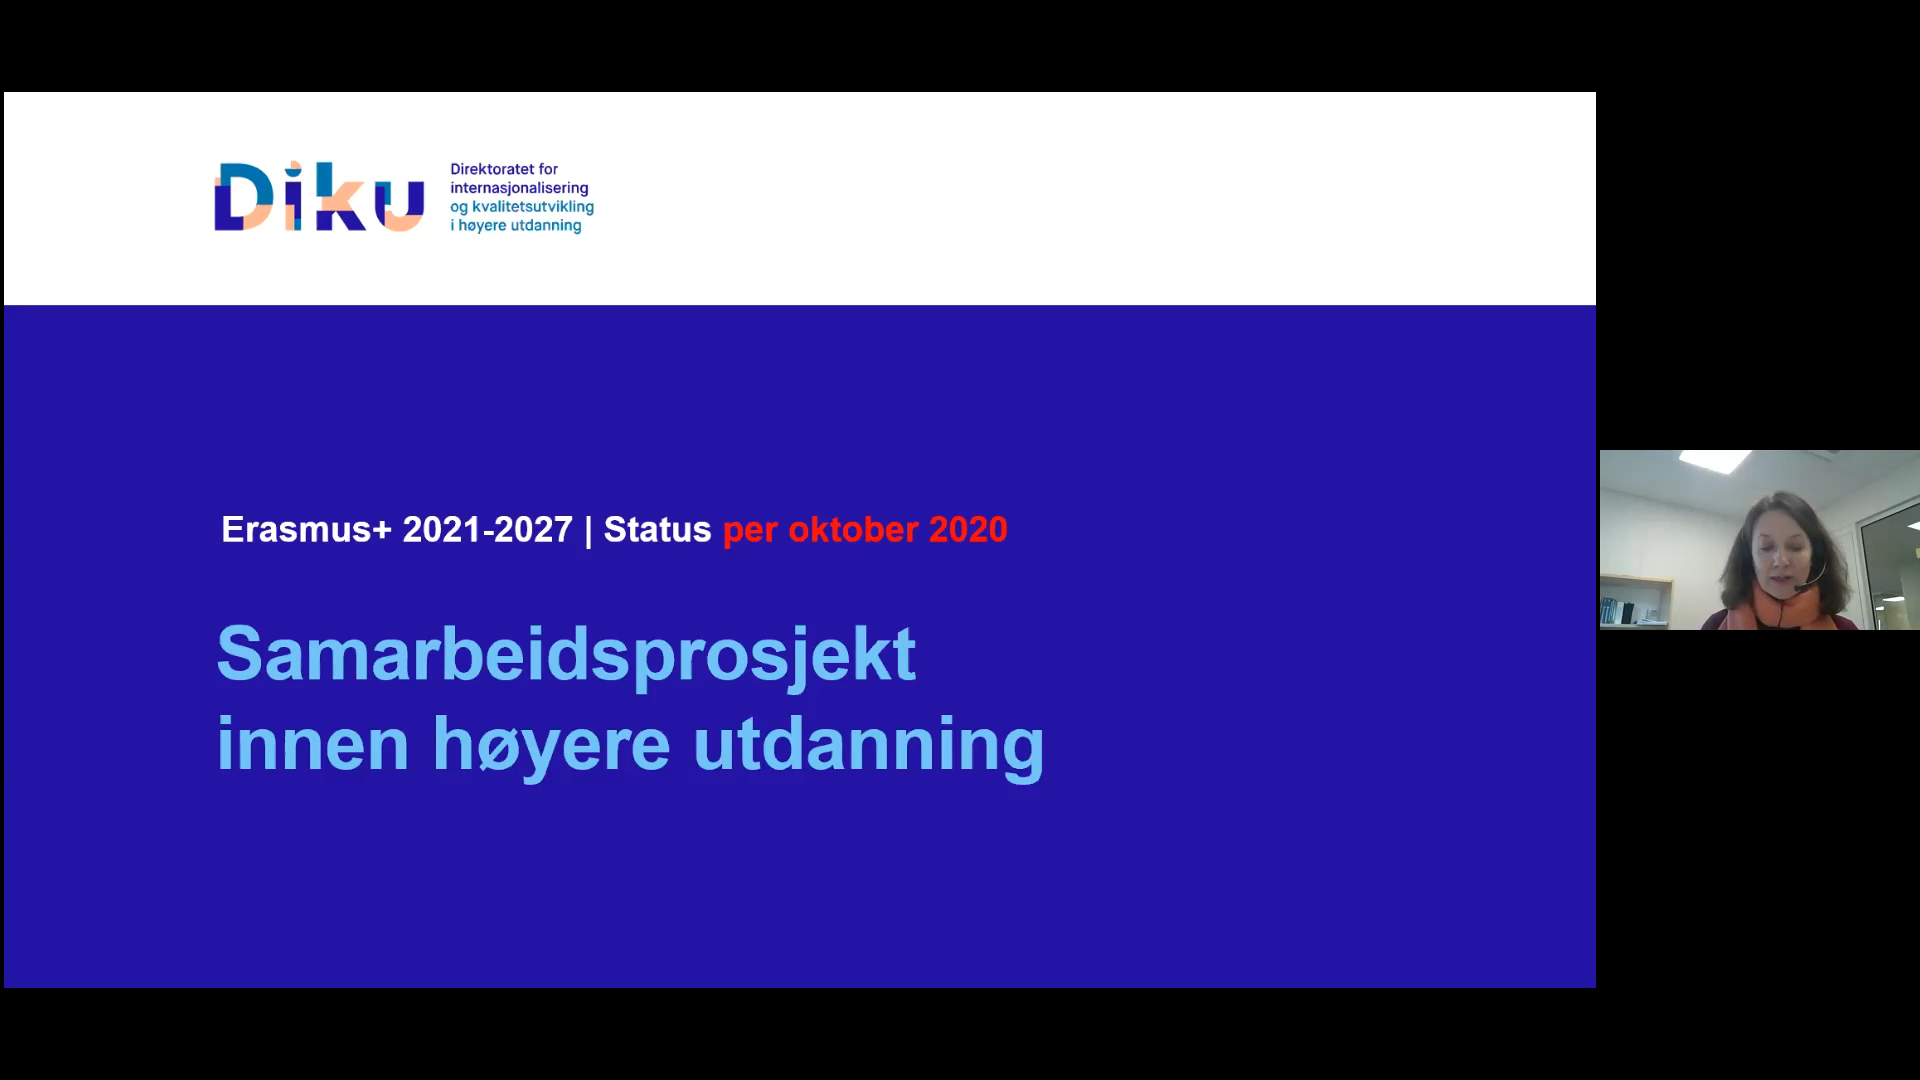 Diku
Direktoratet for
internasjonalisering
og kvalitetsutvikling
i høyere utdanning
Erasmus+ 2021-2027 | Status per oktober 2020
Samarbeidsprosjekt
innen høyere utdanning